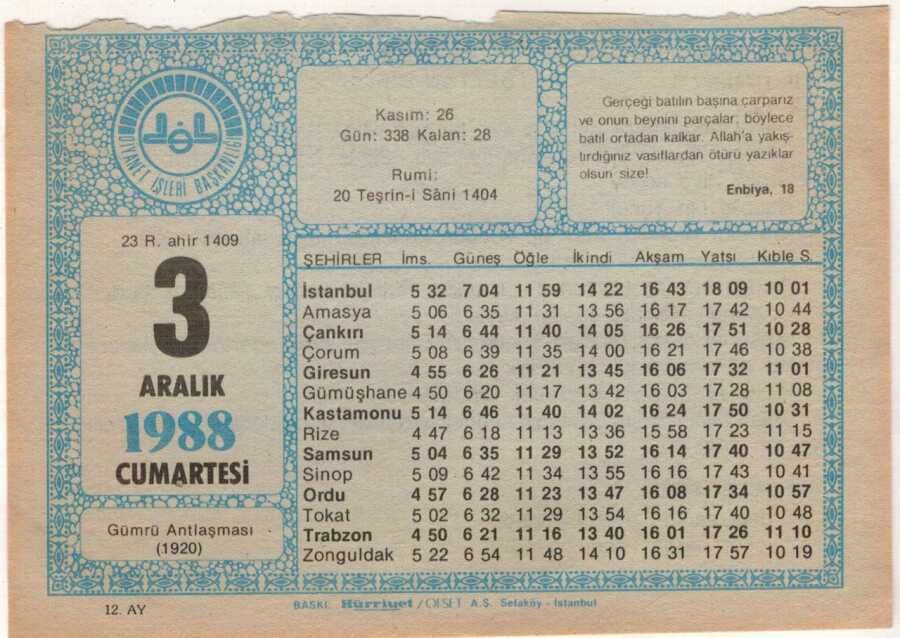 DİYANET İŞLERİ BAŞKANLIĞI
Kasım: 26
Gün: 338 Kalan: 28
Rumi:
20 Teşrin-i Sâni 1404
Gerçeği batılın başına çarparız
ve onun beynini parçalar; böylece
batıl ortadan kalkar. Allah'a yakış-
tırdığınız vasıflardan ötürü yazıklar
olsun size!
Enbiya, 18
23 R. ahir 1409
3
ARALIK
1988
CUMARTESİ
Gümrü Antlaşması
(1920)
ŞEHİRLER İms. Güneş Öğle İkindi Akşam Yatsı Kıble S.
İstanbul 5 32 7 04 11 59 14 22 16 43 18 09 10 01
Amasya 5 06 6 35 11 31 13 56 16 17 17 42 10 44
Çankırı 5 14 6 44 11 40 14 05 16 26 17 51 10 28
Çorum 5 08 6 39 11 35 14 00 16 21 17 46 10 38
Giresun 4 55 6 26 11 21 13 45 16 06 17 32 11 01
Gümüşhane 4 50 6 20 11 17 13 42 16 03 17 28 11 08
Kastamonu 5 14 6 46 11 40 14 02 16 24 17 50 10 31
Rize 4 47 6 18 11 13 13 36 15 58 17 23 11 15
Samsun 5 04 6 35 11 29 13 52 16 14 17 40 10 47
Sinop 5 09 6 42 11 34 13 55 16 16 17 43 10 41
Ordu 4 57 6 28 11 23 13 47 16 08 17 34 10 57
Tokat 5 02 6 32 11 29 13 54 16 16 17 40 10 48
Trabzon 4 50 6 21 11 16 13 40 16 01 17 26 11 10
Zonguldak 5 22 6 54 11 48 14 10 16 31 17 57 10 19
12. AY
BASKI: Hürriyet / OFSET A.Ş. Sefaköy - İstanbul